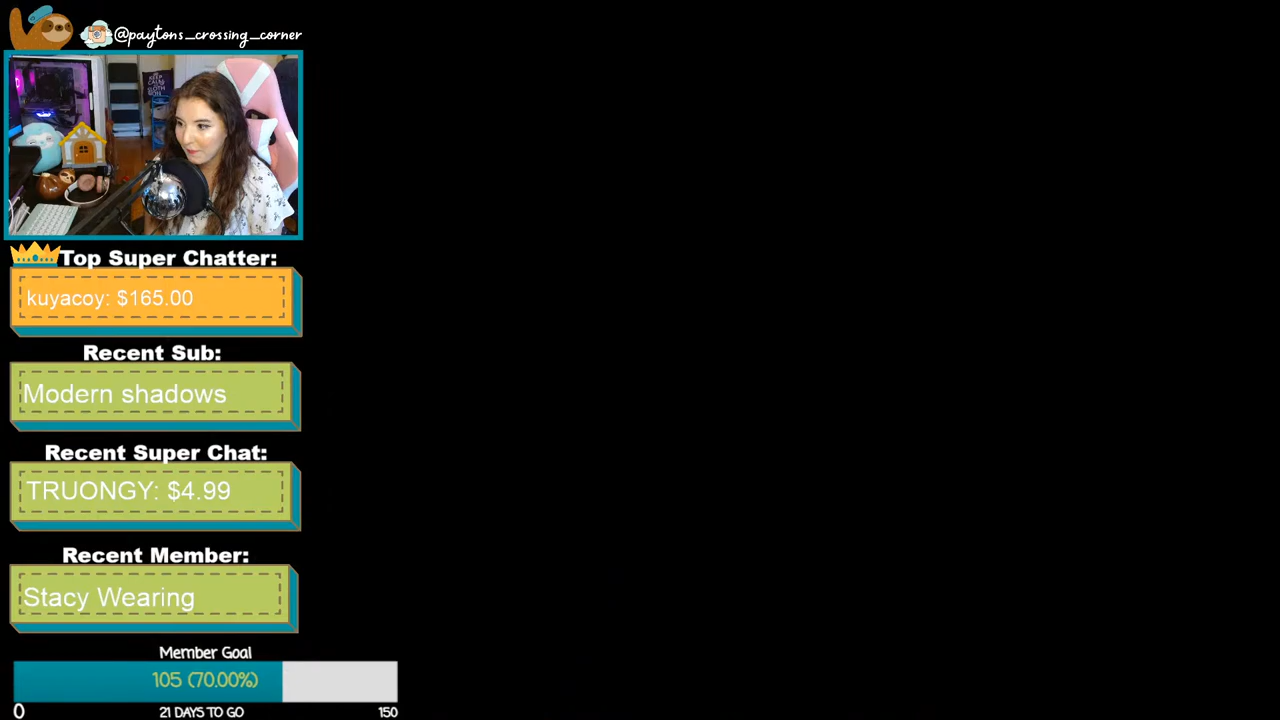 @paytons_crossing_corner
Top Super Chatter:
kuyacoy: $165.00
Recent Sub:
Modern shadows
Recent Super Chat:
TRUONGY: $4.99
Recent Member:
Stacy Wearing
Member Goal
105 (70.00%)
0 21 DAYS TO GO 150